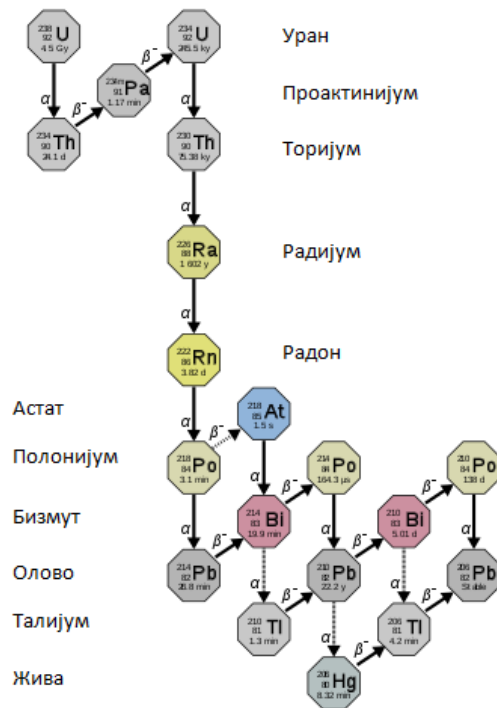 238
92 U
4.5 Gy
α
234
90 Th
24.1 d
β⁻
234m
91 Pa
1.17 min
β⁻
234
92 U
245.5 ky
Уран
Проактинијум
α
230
90 Th
75.38 ky
Торијум
α
226
88 Ra
1 602 y
Радијум
α
222
86 Rn
3.82 d
Радон
α
Астат
β⁻
218
85 At
1.5 s
Полонијум
218
84 Po
3.1 min
α
α
β⁻
214
84 Po
164.3 µs
β⁻
210
84 Po
138 d
Бизмут
214
83 Bi
19.9 min
α
210
83 Bi
5.01 d
α
Олово
214
82 Pb
26.8 min
β⁻
α
210
82 Pb
22.2 y
β⁻
α
206
82 Pb
Stable
Талијум
210
81 Tl
1.3 min
β⁻
α
206
81 Tl
4.2 min
β⁻
Жива
206
80 Hg
8.32 min
β⁻